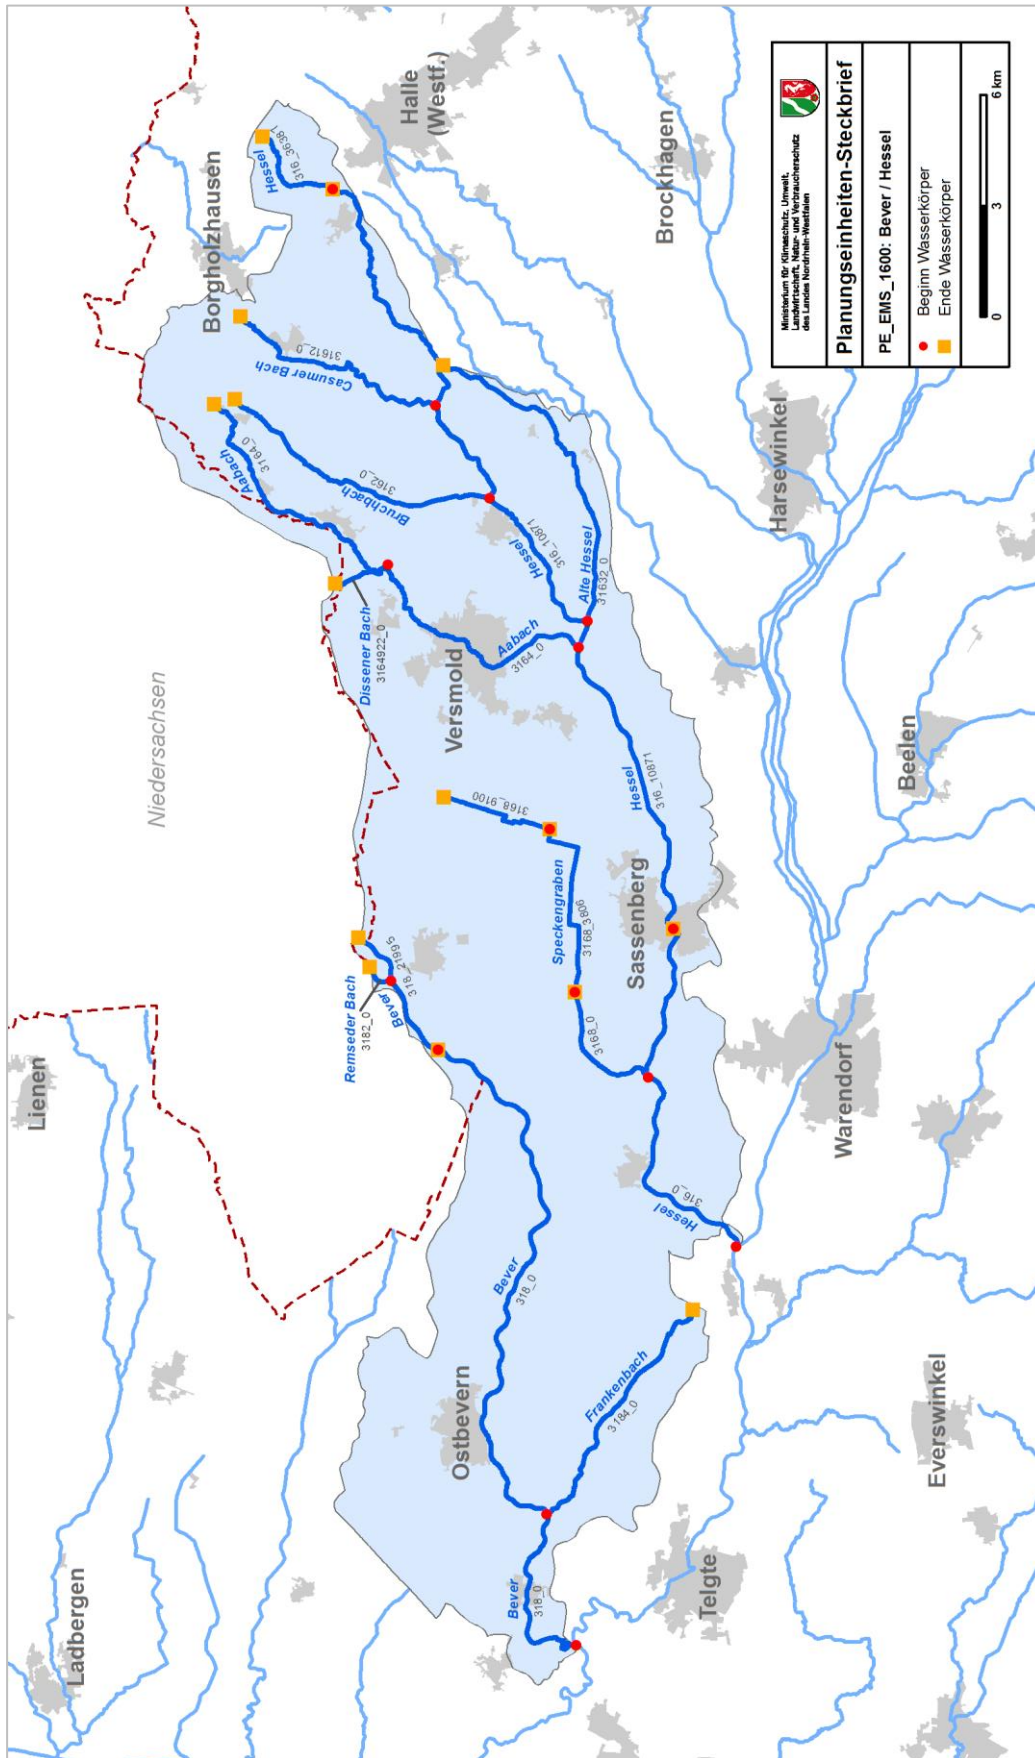 Niedersachsen
Lienen
Ladbergen
Borgholzhausen
Halle
(Westf.)
Brockhagen
Harsewinkel
Versmold
Sassenberg
Beelen
Warendorf
Ostbevern
Everswinkel
Telgte
Hessel
316_36387
Casumer Bach
31612_0
Aabach
3164_0
Bruchbach
3162_0
Hessel
316_10871
Alte Hessel
31632_0
Dissener Bach
3164922_0
Aabach
3164_0
Hessel
316_10871
3168_9100
Speckengraben
3168_3806
3168_0
Remseder Bach
3182_0
318_21995
Bever
Hessel
316_0
Bever
318_0
Frankenbach
3184_0
Bever
318_0
Ministerium für Klimaschutz, Umwelt,
Landwirtschaft, Natur- und Verbraucherschutz
des Landes Nordrhein-Westfalen
Planungseinheiten-Steckbrief
PE_EMS_1600: Bever / Hessel
Beginn Wasserkörper
Ende Wasserkörper
0 3 6 km